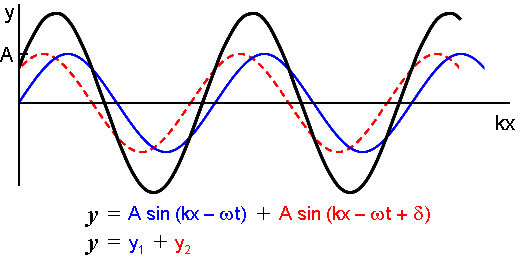 y
A
kx
y = A sin (kx – ωt) + A sin (kx – ωt + δ)
y = y₁ + y₂